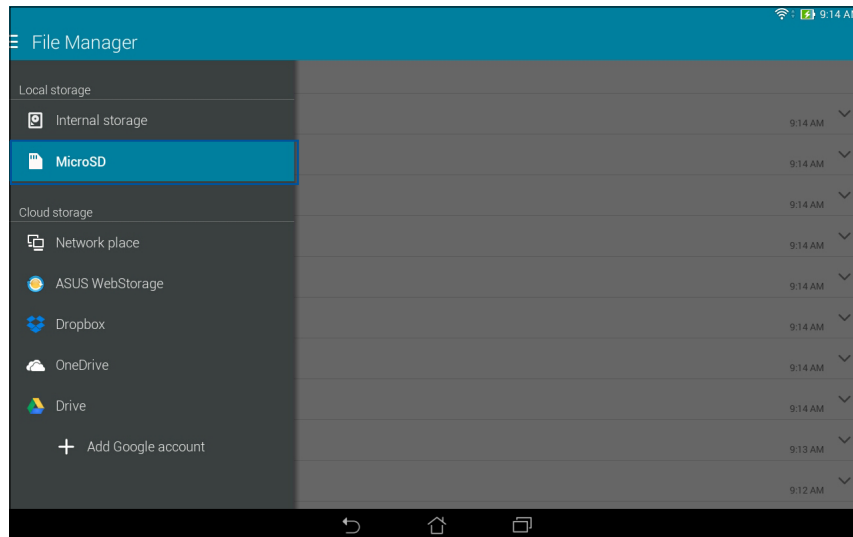 9:14 AM
File Manager
Local storage
Internal storage
9:14 AM
MicroSD
9:14 AM
9:14 AM
Cloud storage
Network place
9:14 AM
ASUS WebStorage
9:14 AM
Dropbox
9:14 AM
OneDrive
9:14 AM
Drive
9:14 AM
Add Google account
9:13 AM
9:12 AM